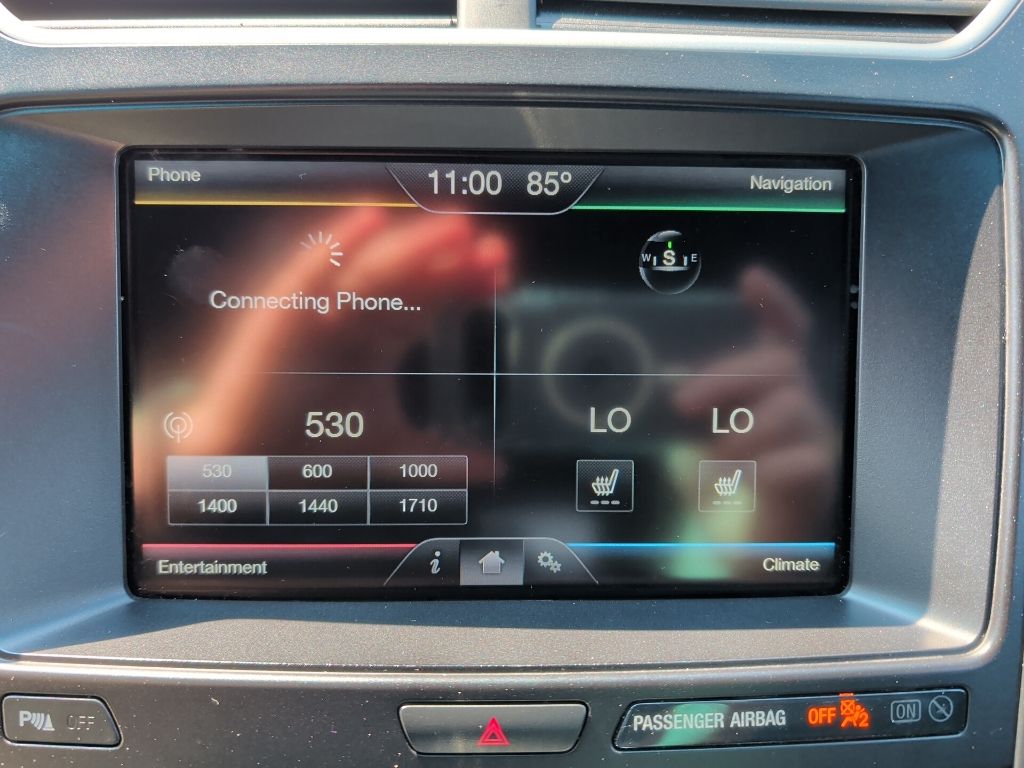 Phone
11:00 85°
Navigation
Connecting Phone...
W S E
530
530 600 1000
1400 1440 1710
LO LO
Entertainment
i
Climate
P OFF
PASSENGER AIRBAG OFF 2 ON